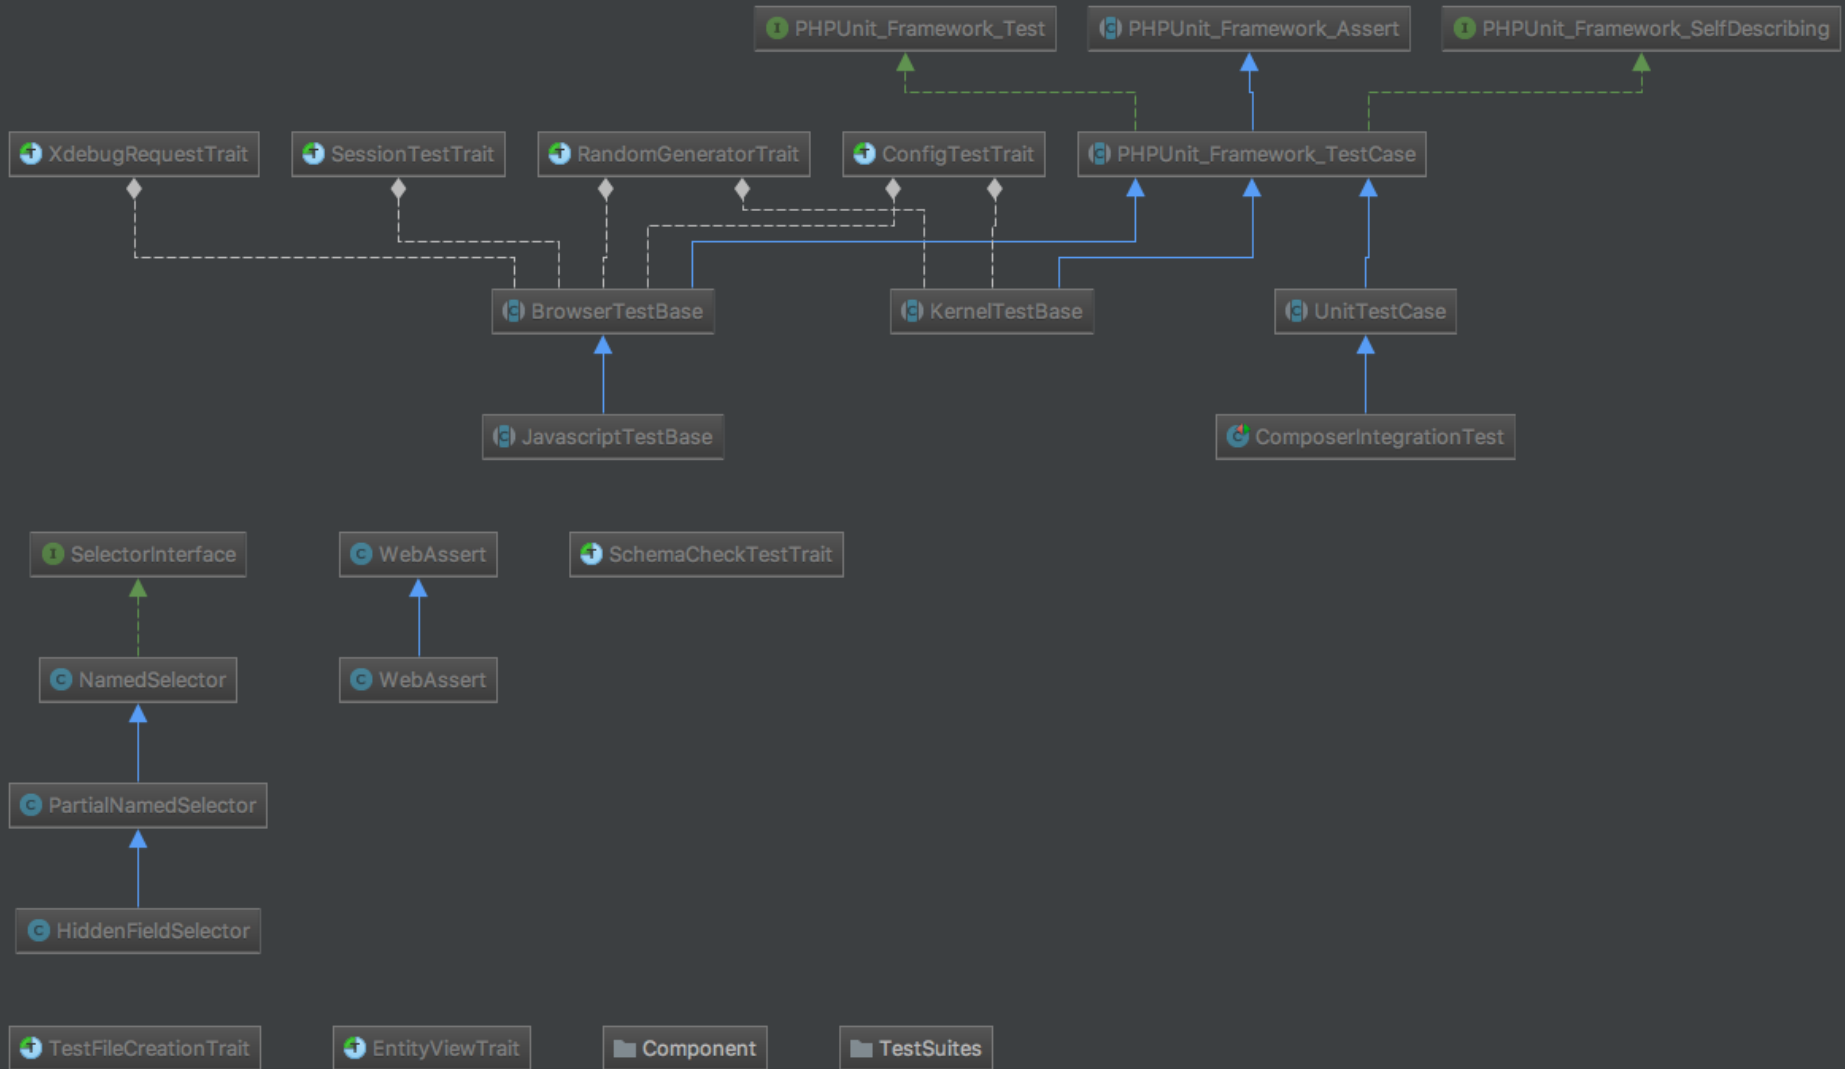 PHPUnit_Framework_Test
PHPUnit_Framework_Assert
PHPUnit_Framework_SelfDescribing
XdebugRequestTrait
SessionTestTrait
RandomGeneratorTrait
ConfigTestTrait
PHPUnit_Framework_TestCase
BrowserTestBase
KernelTestBase
UnitTestCase
JavascriptTestBase
ComposerIntegrationTest
SelectorInterface
WebAssert
SchemaCheckTestTrait
NamedSelector
WebAssert
PartialNamedSelector
HiddenFieldSelector
TestFileCreationTrait
EntityViewTrait
Component
TestSuites